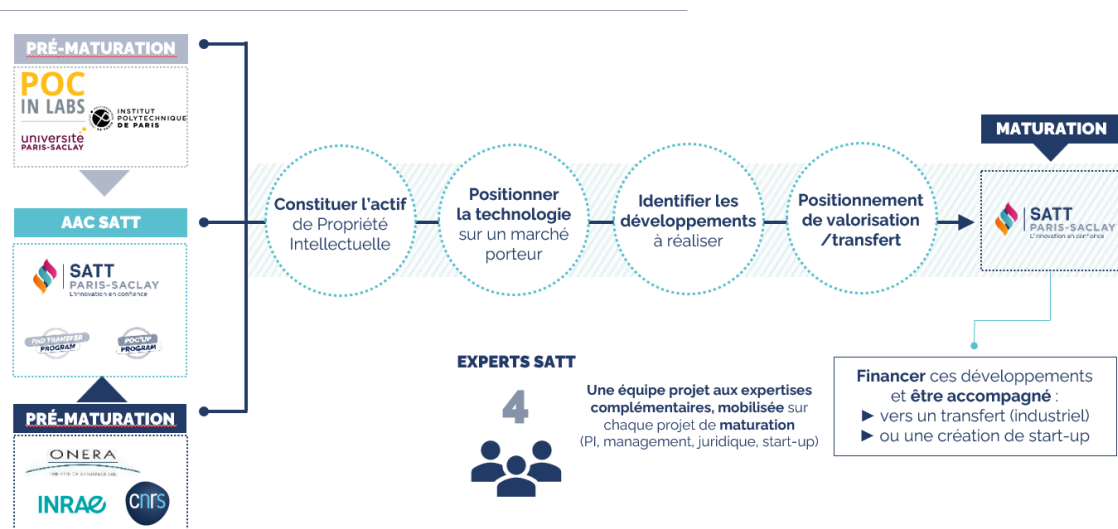 PRÉ-MATURATION
POC
IN LABS
INSTITUT
POLYTECHNIQUE
DE PARIS
université
PARIS-SACLAY
AAC SATT
SATT
PARIS-SACLAY
L'innovation en confiance
PhD TRANSFER
PROGRAM
POC'UP
PROGRAM
PRÉ-MATURATION
ONERA
INRAE
cnrs
Constituer l'actif
de Propriété
Intellectuelle
Positionner
la technologie
sur un marché
porteur
Identifier les
développements
à réaliser
Positionnement
de valorisation
/transfert
MATURATION
SATT
PARIS-SACLAY
L'innovation en confiance
EXPERTS SATT
4
Une équipe projet aux expertises
complémentaires, mobilisée sur
chaque projet de maturation
(PI, management, juridique, start-up)
Financer ces développements
et être accompagné :
► vers un transfert (industriel)
► ou une création de start-up